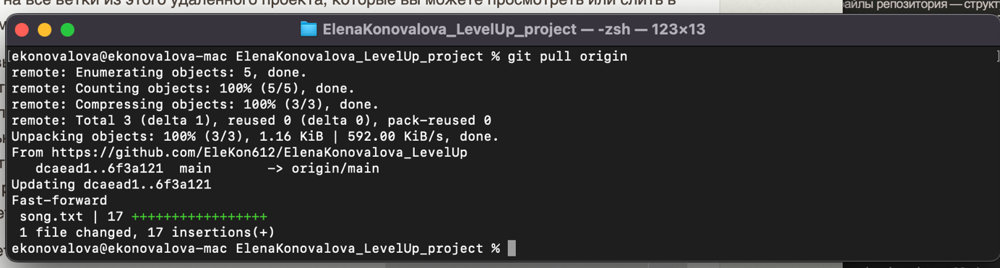 на все ветки из этого удалённого проекта, которые вы можете просмотреть или слить в
айлы репозитория — структ
ElenaKonovalova_LevelUp_project — -zsh — 123×13
[ekonovalova@ekonovalova-mac ElenaKonovalova_LevelUp_project % git pull origin ]
remote: Enumerating objects: 5, done.
remote: Counting objects: 100% (5/5), done.
remote: Compressing objects: 100% (3/3), done.
remote: Total 3 (delta 1), reused 0 (delta 0), pack-reused 0
Unpacking objects: 100% (3/3), 1.16 KiB | 592.00 KiB/s, done.
From https://github.com/EleKon612/ElenaKonovalova_LevelUp
   dcaead1..6f3a121  main       -> origin/main
Updating dcaead1..6f3a121
Fast-forward
 song.txt | 17 +++++++++++++++++
 1 file changed, 17 insertions(+)
ekonovalova@ekonovalova-mac ElenaKonovalova_LevelUp_project %